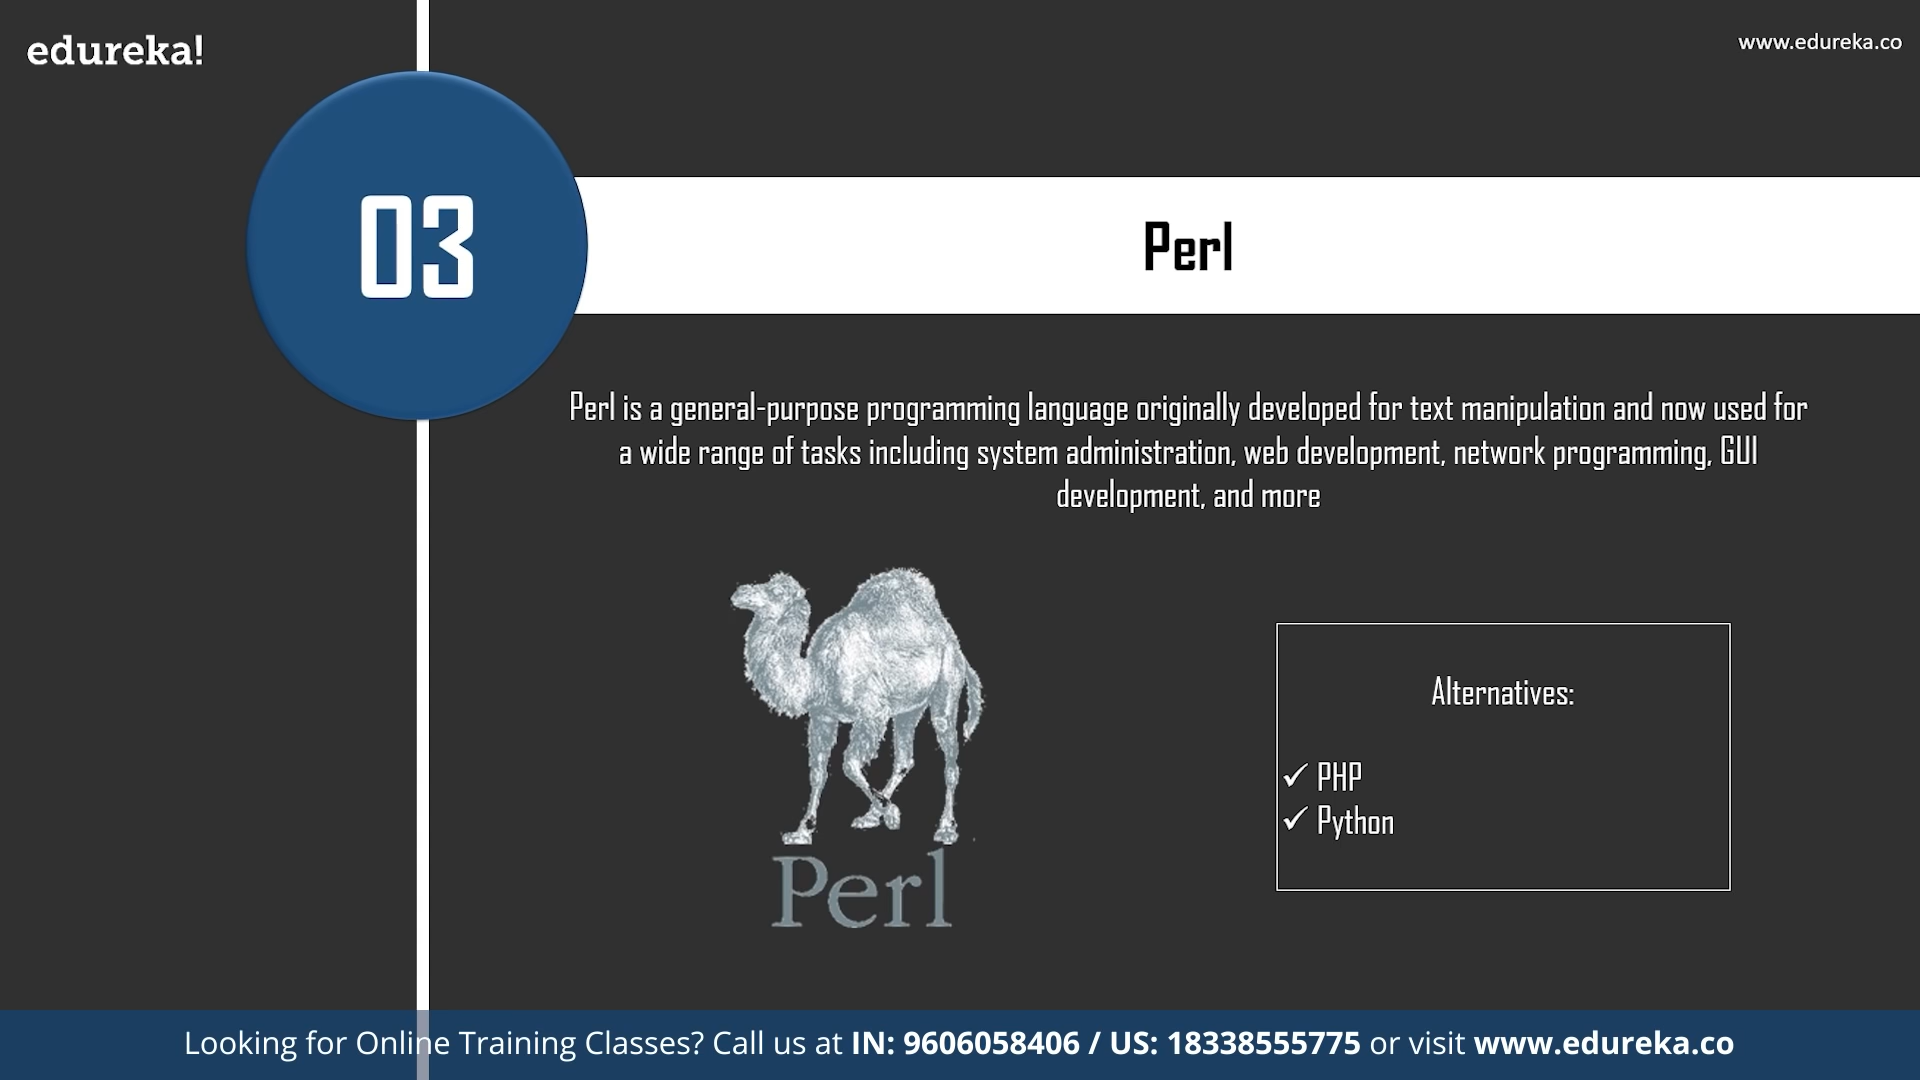 edureka!
www.edureka.co
03
Perl
Perl is a general-purpose programming language originally developed for text manipulation and now used for
a wide range of tasks including system administration, web development, network programming, GUI
development, and more
Perl
Alternatives:
✓ PHP
✓ Python
Looking for Online Training Classes? Call us at IN: 9606058406 / US: 18338555775 or visit www.edureka.co